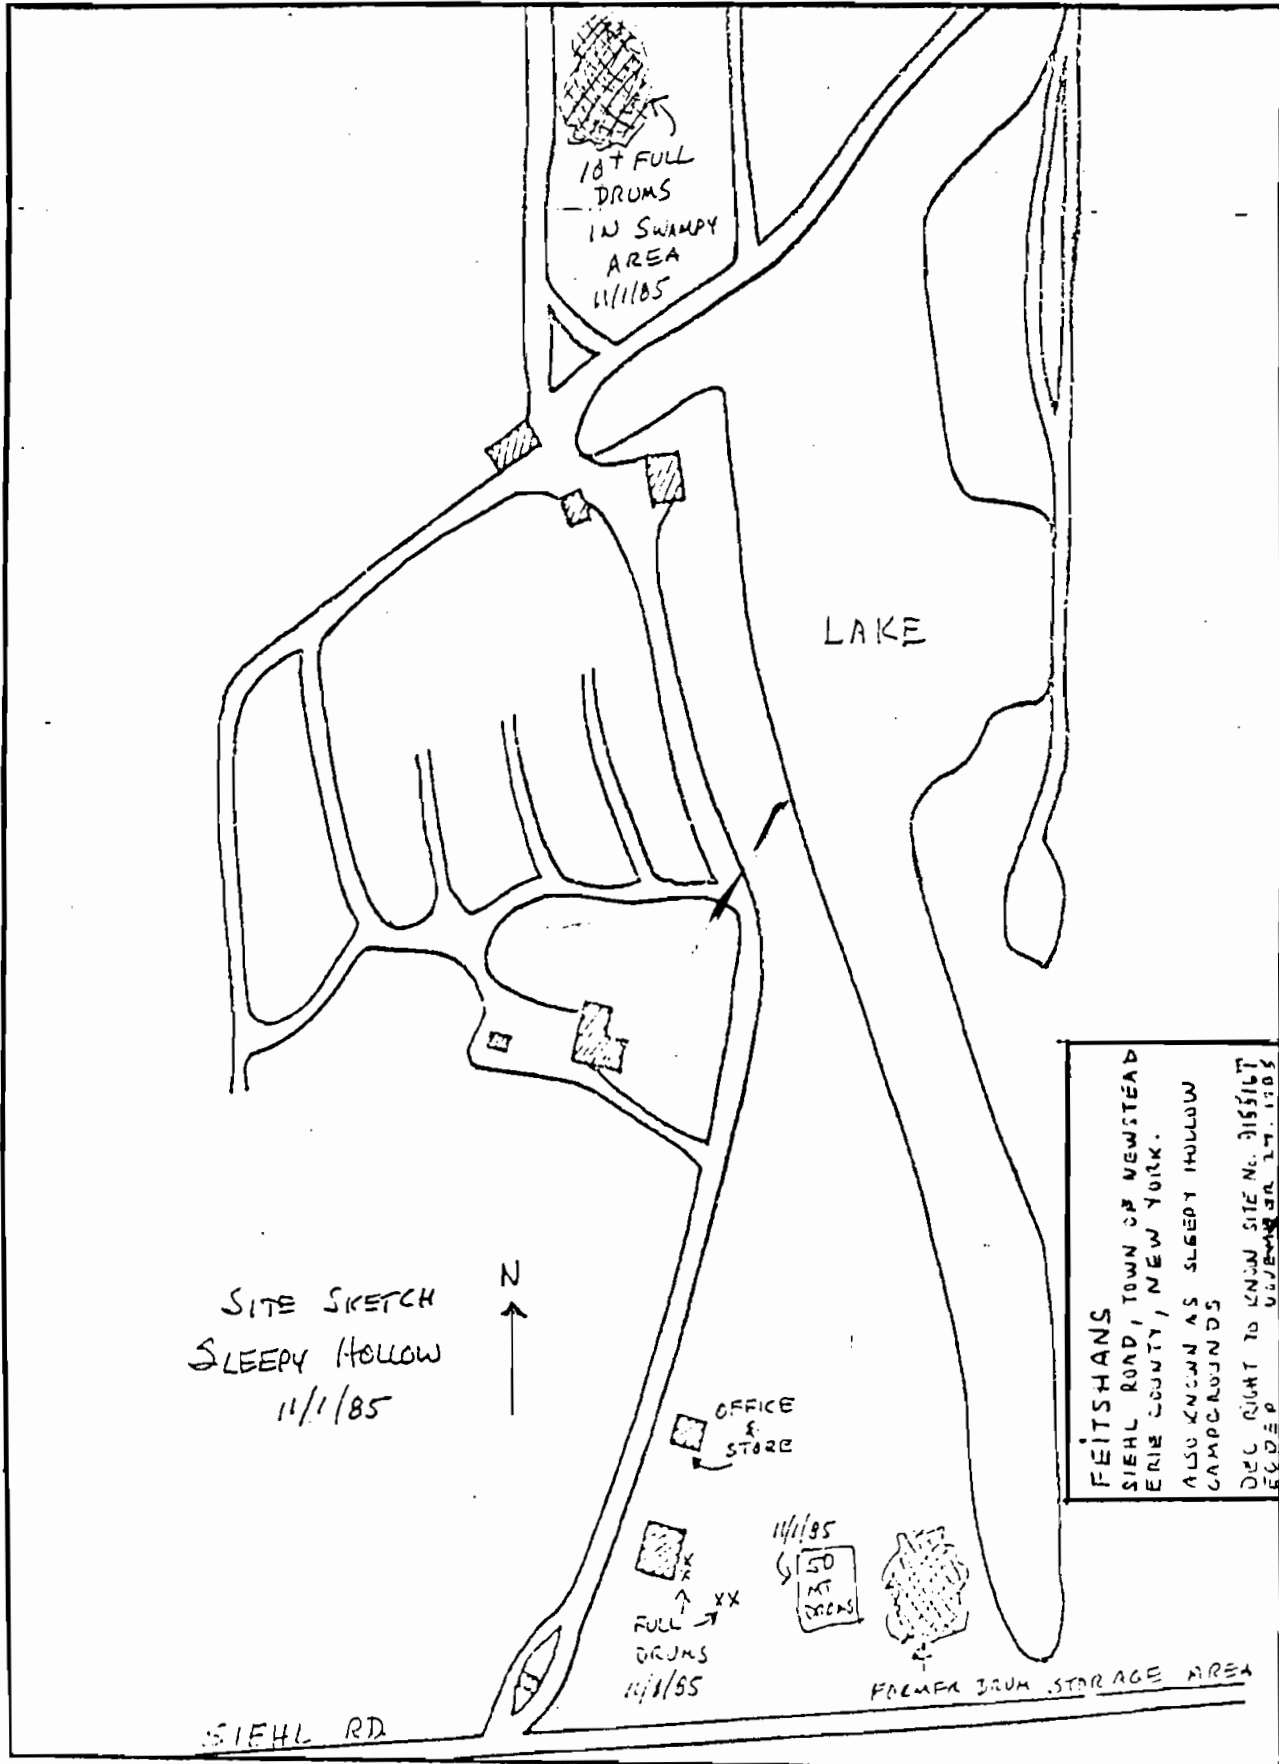 10+ FULL
DRUMS
IN SWAMPY
AREA
11/1/85
LAKE
SITE SKETCH
SLEEPY HOLLOW
11/1/85
N
OFFICE
&
STORE
XX
XX
FULL
DRUMS
11/1/85
11/1/85
MT
FORMER DRUM STORAGE AREA
SIEHL RD
FEITSHANS
SIEHL ROAD, TOWN OF NEWSTEAD
ERIE COUNTY, NEW YORK.
ALSO KNOWN AS SLEEPY HOLLOW
CAMPGROUNDS
DEC RIGHT TO KNOW SITE No.